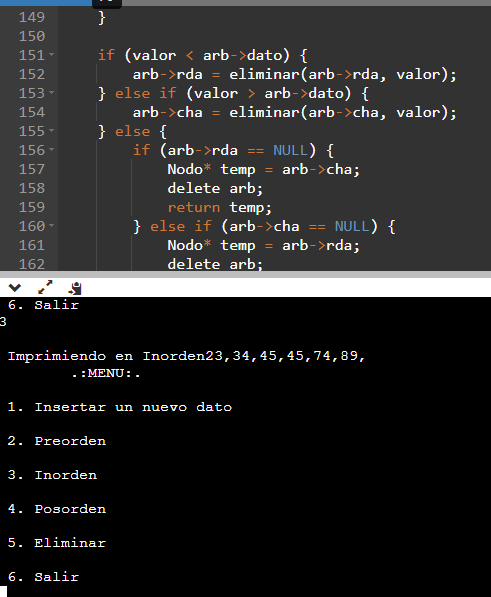 149 }
150
151 if (valor < arb->dato) {
152 arb->rda = eliminar(arb->rda, valor);
153 } else if (valor > arb->dato) {
154 arb->cha = eliminar(arb->cha, valor);
155 } else {
156 if (arb->rda == NULL) {
157 Nodo* temp = arb->cha;
158 delete arb;
159 return temp;
160 } else if (arb->cha == NULL) {
161 Nodo* temp = arb->rda;
162 delete arb;
6. Salir
3
Imprimiendo en Inorden23,34,45,45,74,89,
.:MENU:.
1. Insertar un nuevo dato
2. Preorden
3. Inorden
4. Posorden
5. Eliminar
6. Salir